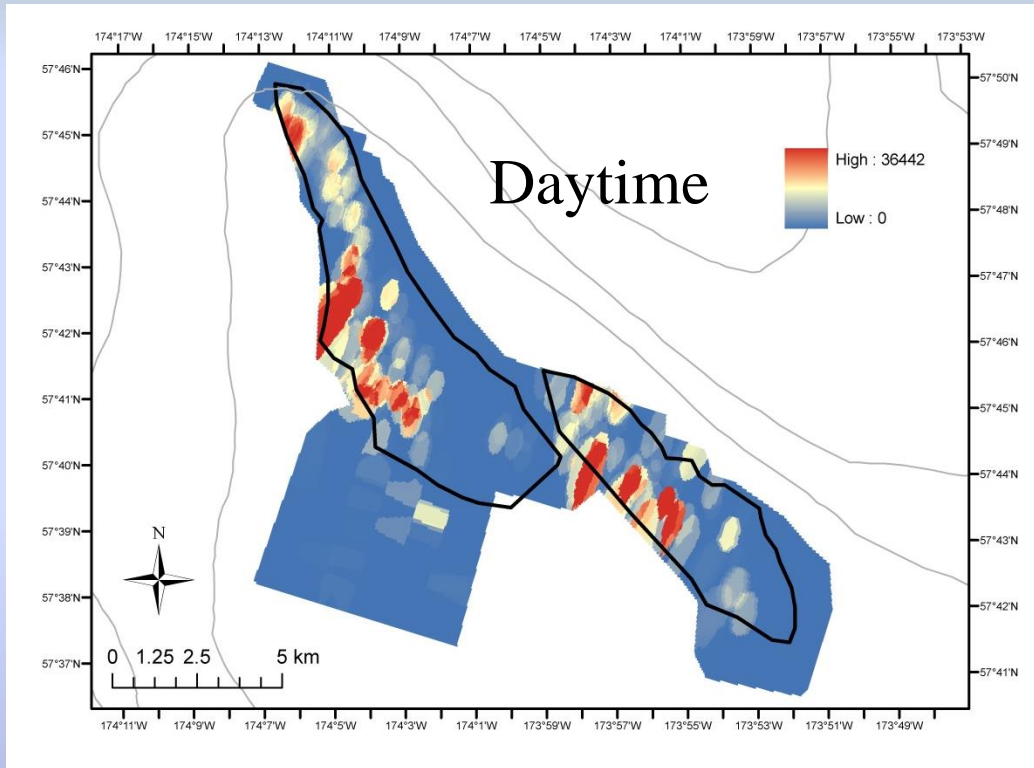 174°17'W 174°15'W 174°13'W 174°11'W 174°9'W 174°7'W 174°5'W 174°3'W 174°1'W 173°59'W 173°57'W 173°55'W 173°53'W
57°46'N
57°45'N
57°44'N
57°43'N
57°42'N
57°41'N
57°40'N
57°39'N
57°38'N
57°37'N
Daytime
High : 36442
Low : 0
57°50'N
57°49'N
57°48'N
57°47'N
57°46'N
57°45'N
57°44'N
57°43'N
57°42'N
57°41'N
N
0 1.25 2.5 5 km
174°11'W 174°9'W 174°7'W 174°5'W 174°3'W 174°1'W 173°59'W 173°57'W 173°55'W 173°53'W 173°51'W 173°49'W